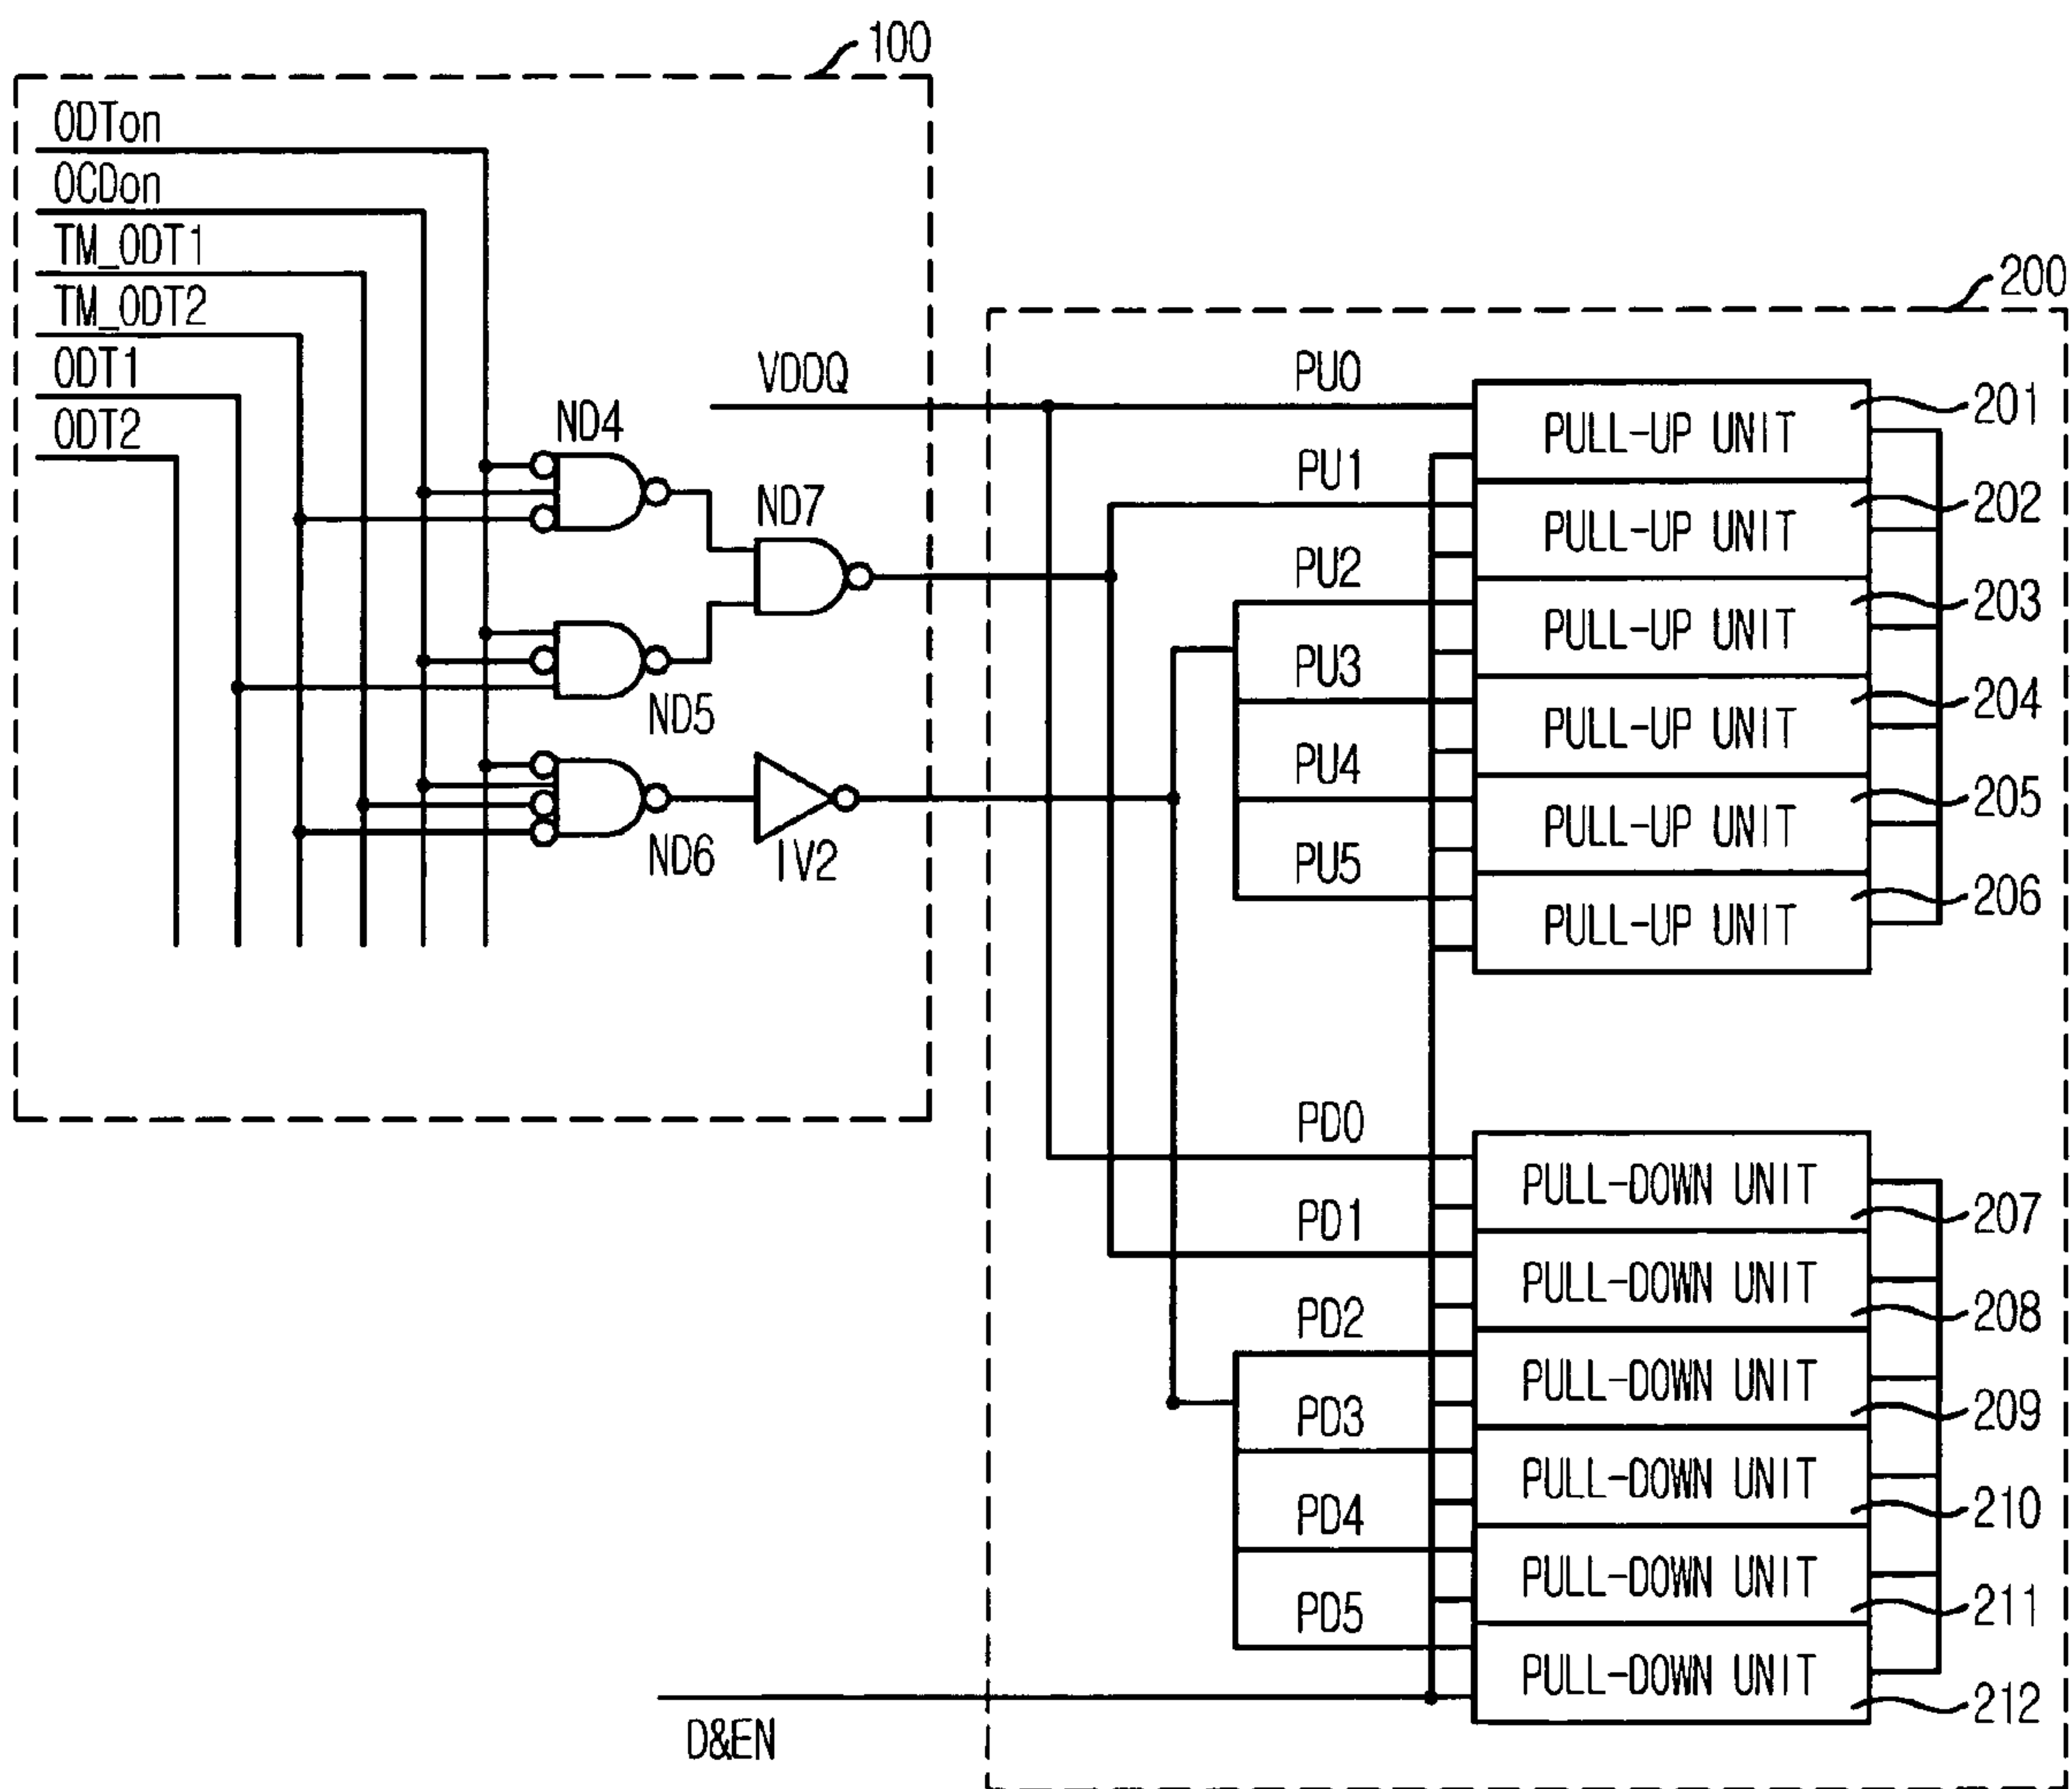 100
ODTon
OCDon
TM_ODT1
TM_ODT2
ODT1
ODT2
ND4
ND7
ND5
ND6
IV2
VDDQ
200
PU0
PU1
PU2
PU3
PU4
PU5
PULL-UP UNIT
PULL-UP UNIT
PULL-UP UNIT
PULL-UP UNIT
PULL-UP UNIT
PULL-UP UNIT
201
202
203
204
205
206
PD0
PD1
PD2
PD3
PD4
PD5
PULL-DOWN UNIT
PULL-DOWN UNIT
PULL-DOWN UNIT
PULL-DOWN UNIT
PULL-DOWN UNIT
PULL-DOWN UNIT
207
208
209
210
211
212
D&EN